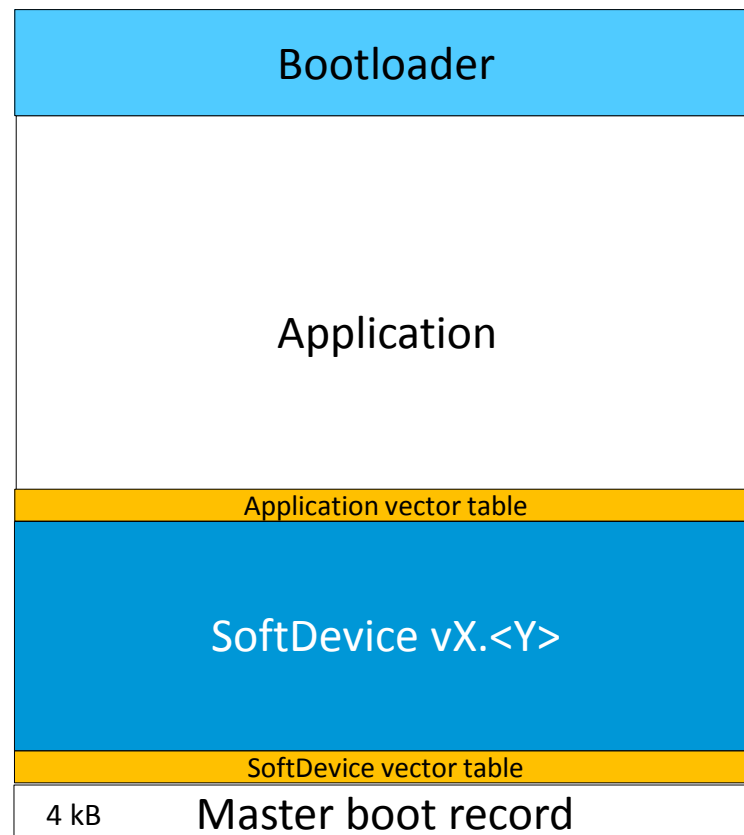 Bootloader
Application
Application vector table
SoftDevice vX.<Y>
SoftDevice vector table
4 kB Master boot record